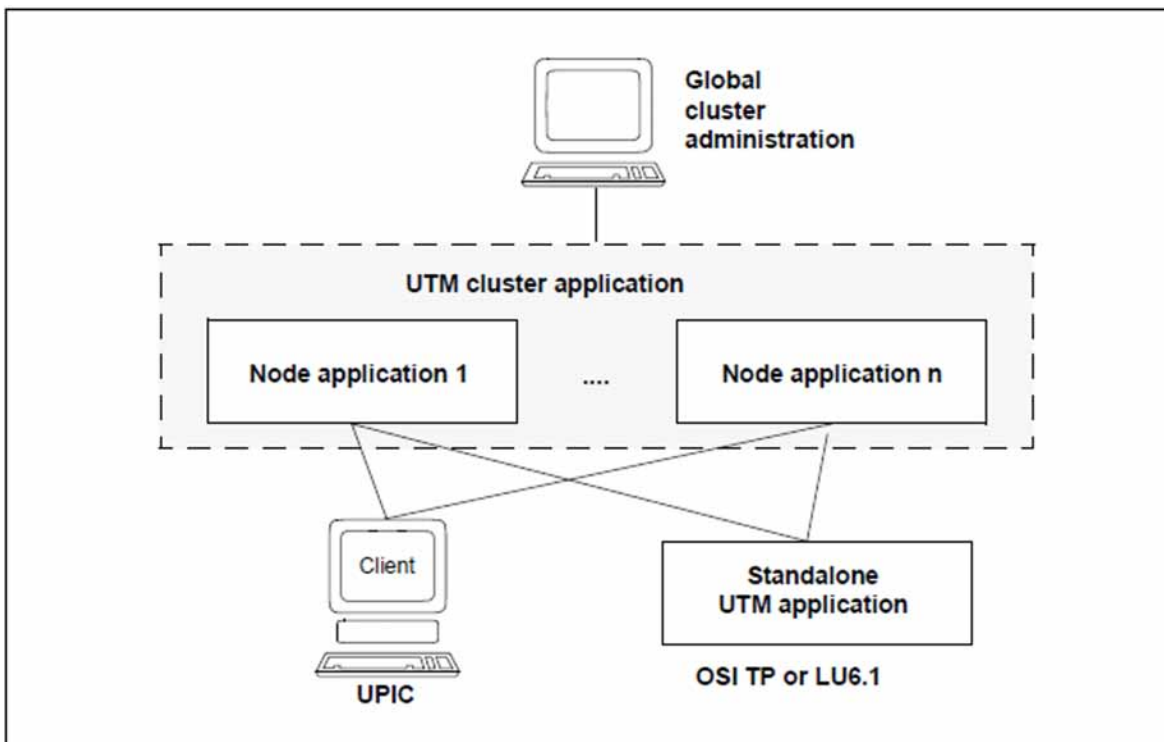 Global
cluster
administration
UTM cluster application
Node application 1
....
Node application n
Client
Standalone
UTM application
UPIC
OSI TP or LU6.1